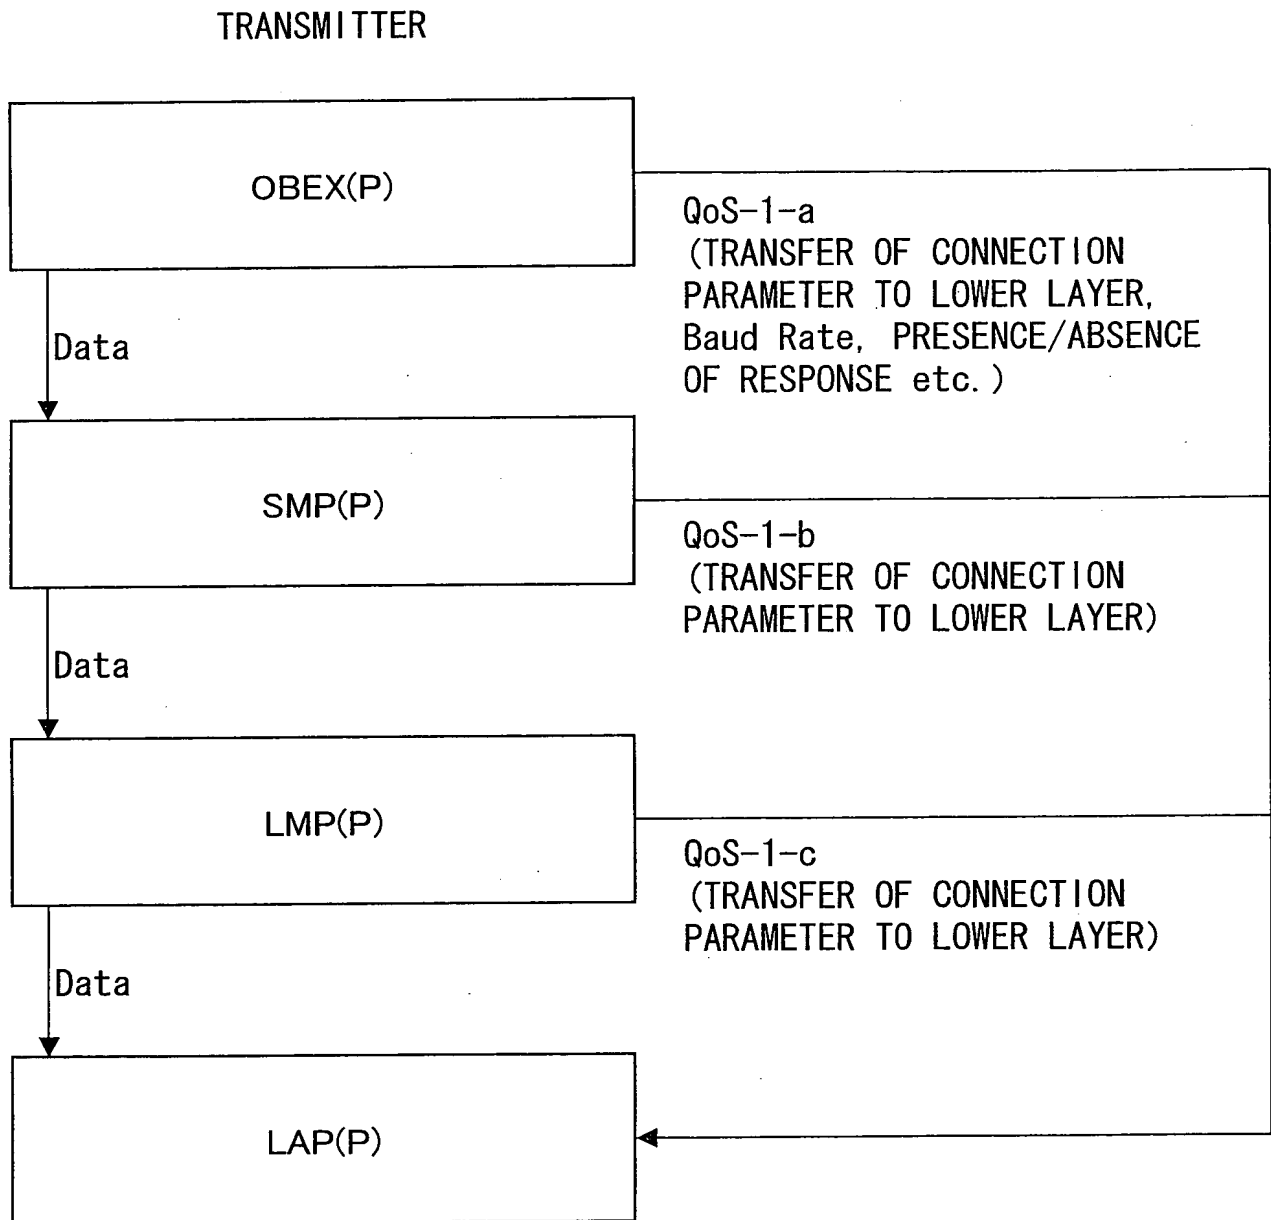 TRANSMITTER
OBEX(P)
QoS-1-a
(TRANSFER OF CONNECTION
PARAMETER TO LOWER LAYER,
Baud Rate, PRESENCE/ABSENCE
OF RESPONSE etc.)
Data
SMP(P)
QoS-1-b
(TRANSFER OF CONNECTION
PARAMETER TO LOWER LAYER)
Data
LMP(P)
QoS-1-c
(TRANSFER OF CONNECTION
PARAMETER TO LOWER LAYER)
Data
LAP(P)